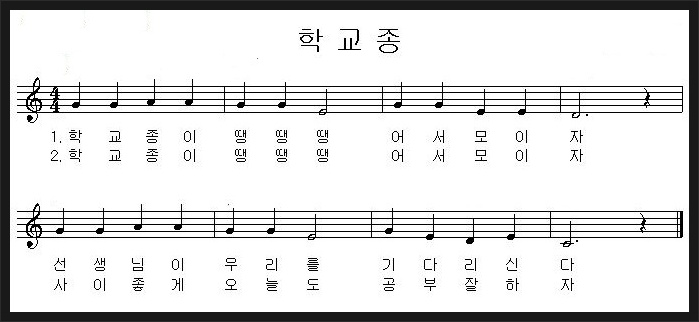 학교종
4
4
1. 학 교 종 이 땡 땡 땡 어 서 모 이 자
2. 학 교 종 이 땡 땡 땡 어 서 모 이 자
선 생 님 이 우 리 를 기 다 리 신 다
사 이 좋 게 오 늘 도 공 부 잘 하 자